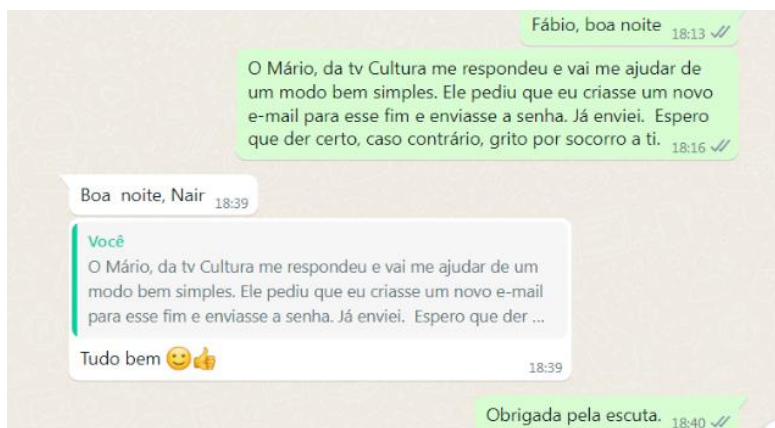 Fábio, boa noite 18:13
O Mário, da tv Cultura me respondeu e vai me ajudar de
um modo bem simples. Ele pediu que eu criasse um novo
e-mail para esse fim e enviasse a senha. Já enviei.  Espero
que der certo, caso contrário, grito por socorro a ti. 18:16
Boa  noite, Nair 18:39
Você
O Mário, da tv Cultura me respondeu e vai me ajudar de um
modo bem simples. Ele pediu que eu criasse um novo e-mail
para esse fim e enviasse a senha. Já enviei.  Espero que der ...
Tudo bem 🙂👍 18:39
Obrigada pela escuta. 18:40